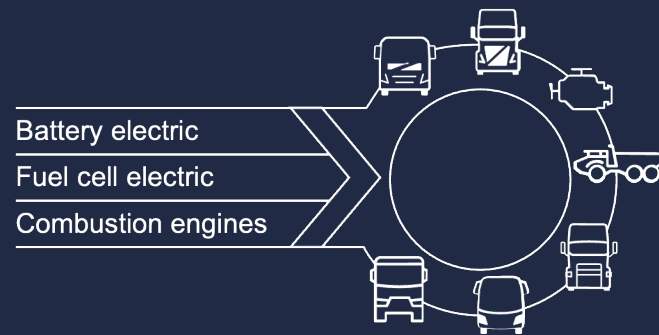 Battery electric
Fuel cell electric
Combustion engines